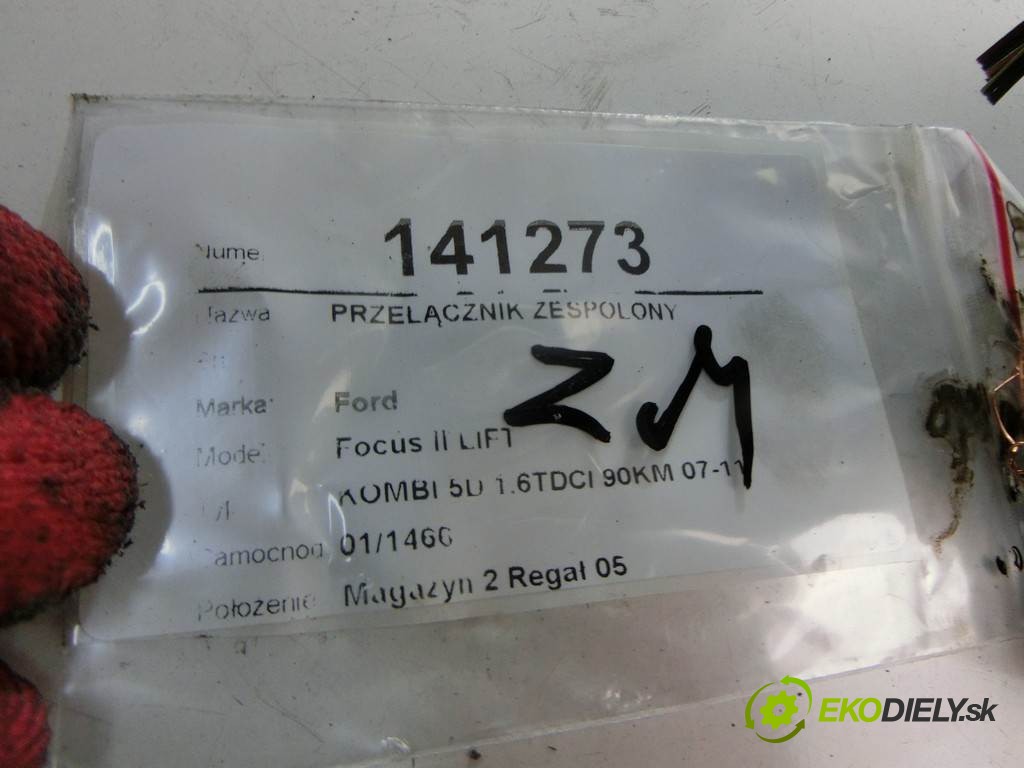 Nume 141273
Nazwa PRZEŁĄCZNIK ZESPOLONY
Marka: Ford
Model: Focus II LIFT
KOMBI 5D 1.6TDCI 90KM 07-11
Samochód 01/1466
Położenie Magazyn 2 Regał 05
ZM
EKODIELY.sk